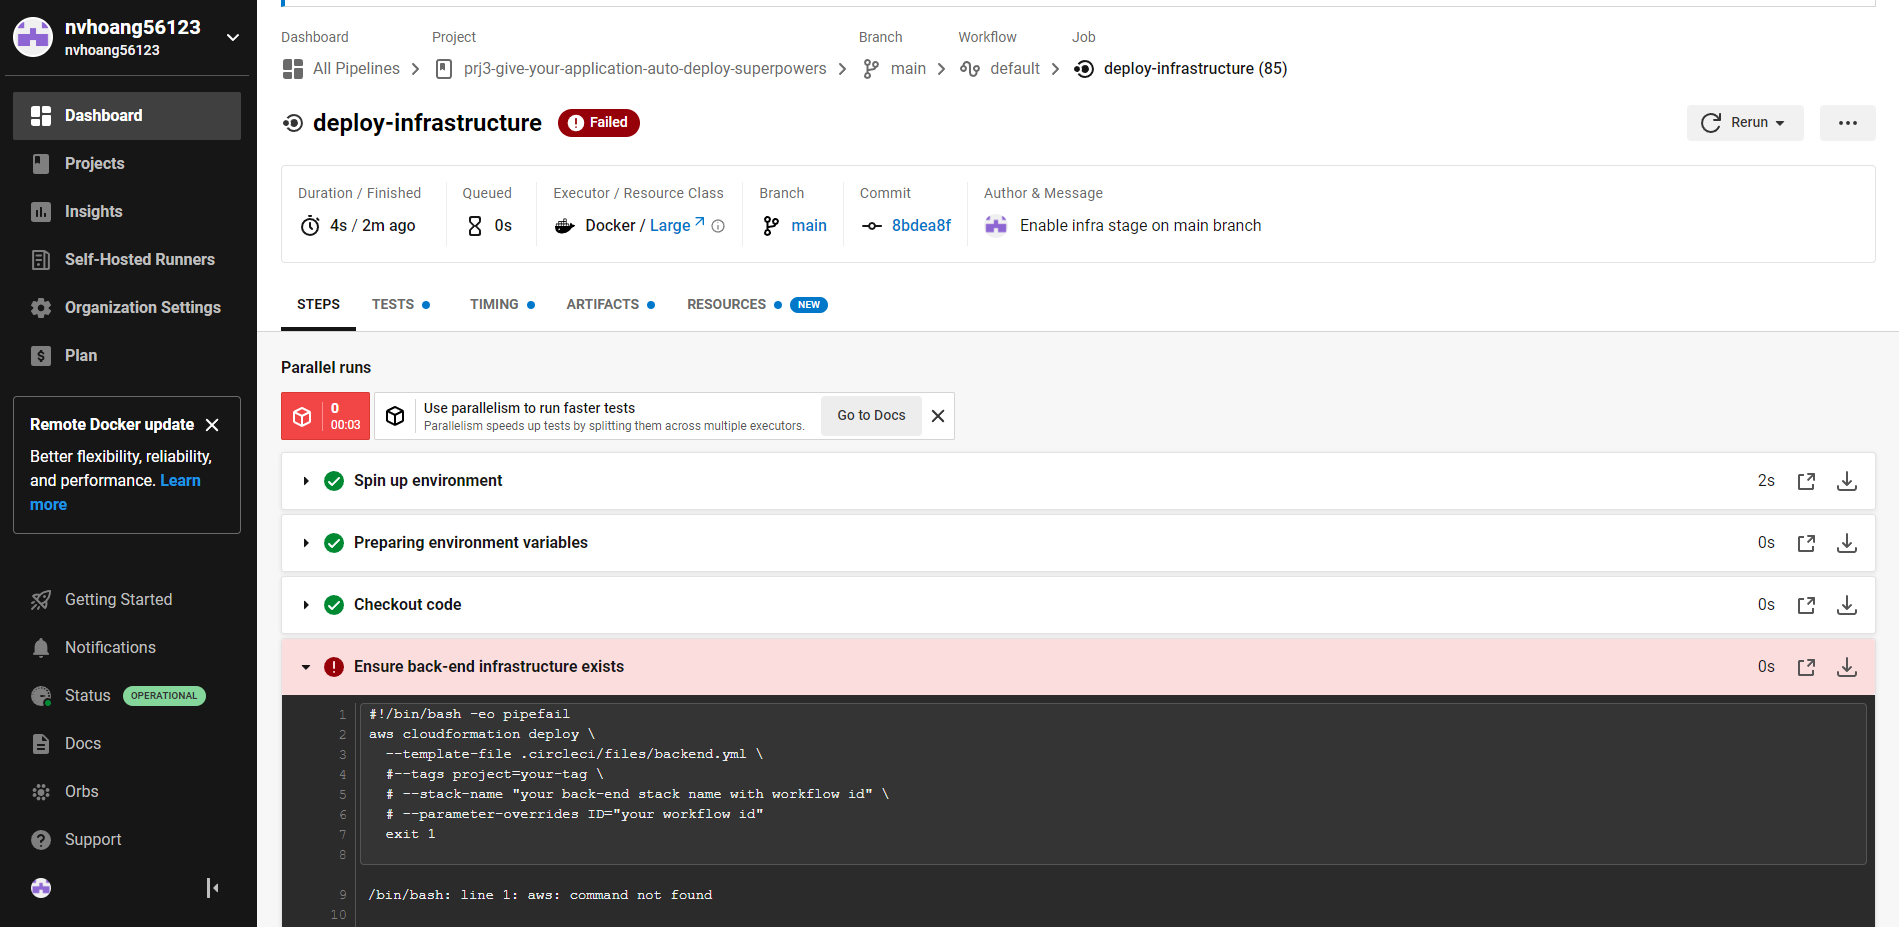 nvhoang56123
nvhoang56123
Dashboard
Projects
Insights
Self-Hosted Runners
Organization Settings
Plan
Remote Docker update
Better flexibility, reliability,
and performance. Learn
more
Getting Started
Notifications
Status OPERATIONAL
Docs
Orbs
Support
Dashboard Project Branch Workflow Job
All Pipelines prj3-give-your-application-auto-deploy-superpowers main default deploy-infrastructure (85)
deploy-infrastructure Failed
Rerun
Duration / Finished Queued Executor / Resource Class Branch Commit Author & Message
4s / 2m ago 0s Docker / Large main 8bdea8f Enable infra stage on main branch
STEPS TESTS TIMING ARTIFACTS RESOURCES NEW
Parallel runs
0
00:03
Use parallelism to run faster tests
Parallelism speeds up tests by splitting them across multiple executors.
Go to Docs
Spin up environment 2s
Preparing environment variables 0s
Checkout code 0s
Ensure back-end infrastructure exists 0s
1 #!/bin/bash -eo pipefail
2 aws cloudformation deploy \
3 --template-file .circleci/files/backend.yml \
4 #--tags project=your-tag \
5 # --stack-name "your back-end stack name with workflow id" \
6 # --parameter-overrides ID="your workflow id"
7 exit 1
8
9 /bin/bash: line 1: aws: command not found
10